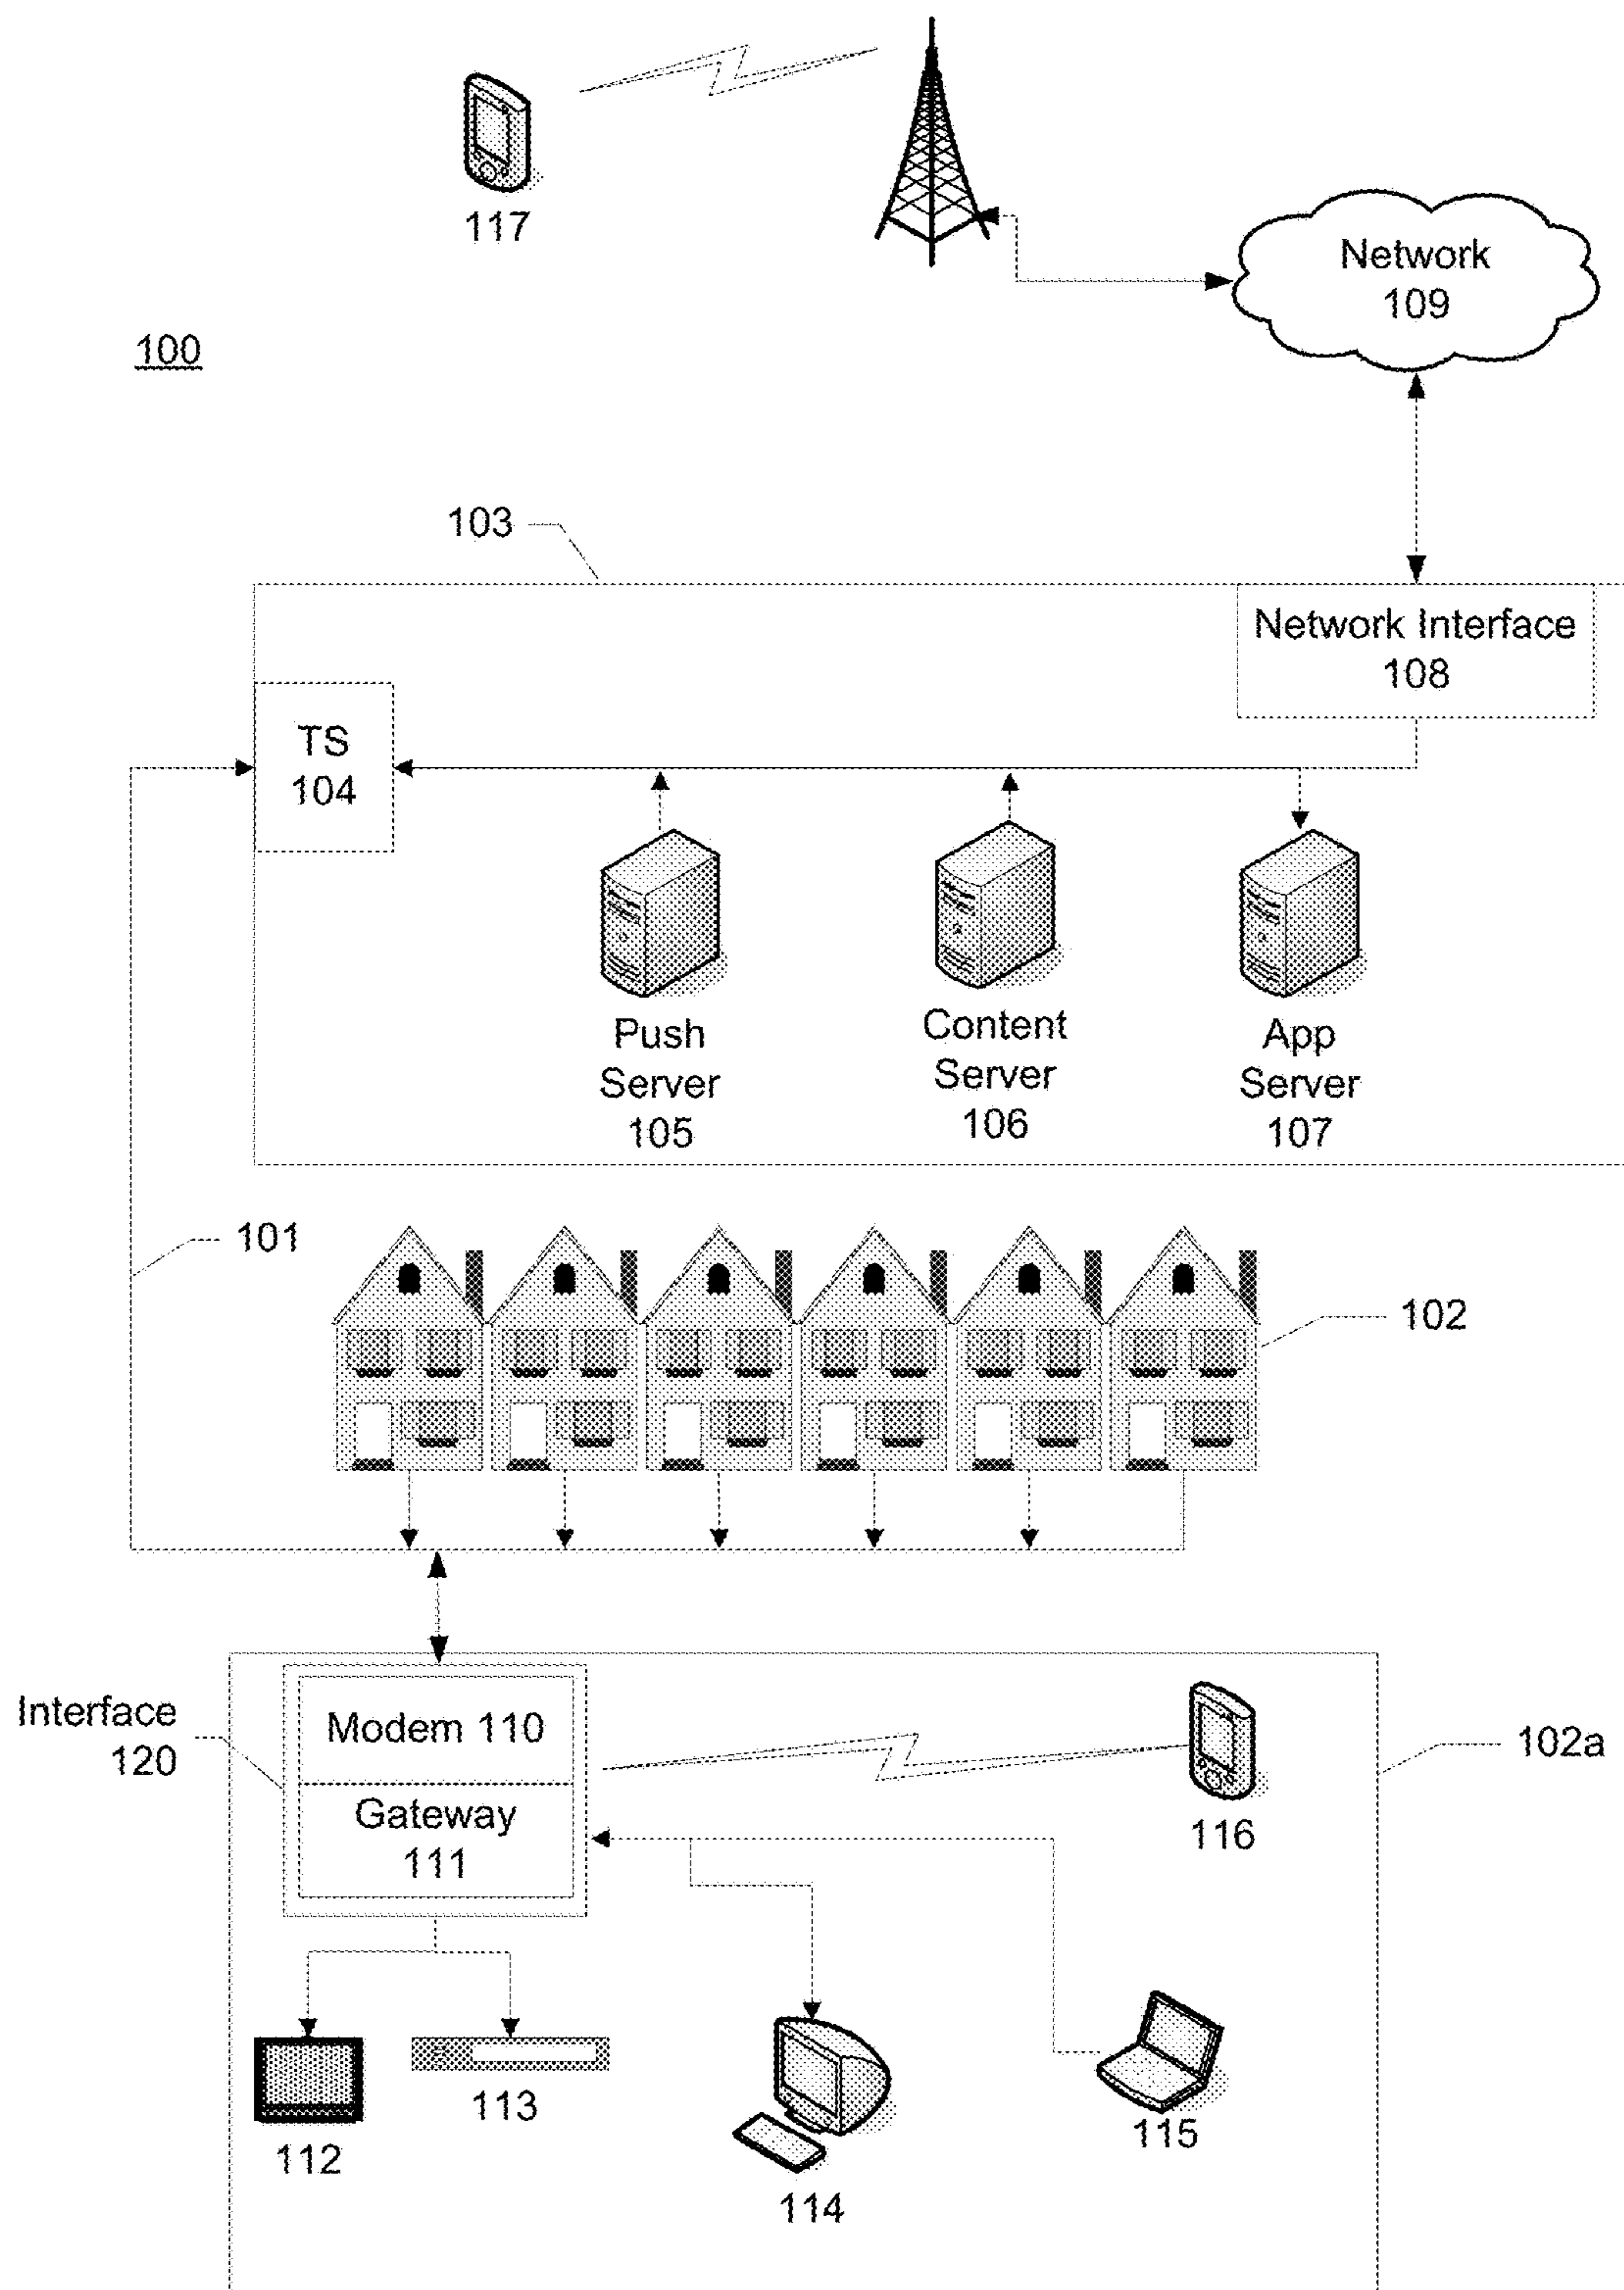 117
Network
109
100
103
Network Interface
108
TS
104
Push
Server
105
Content
Server
106
App
Server
107
101
102
Interface
120
Modem 110
Gateway
111
102a
116
112
113
114
115